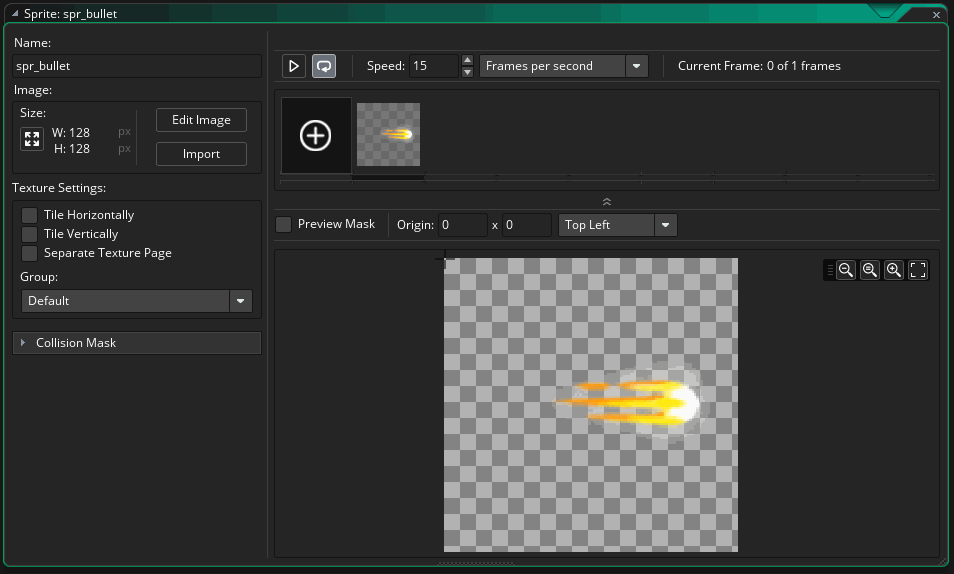 Sprite: spr_bullet
Name:
spr_bullet
Image:
Size:
W: 128 px
H: 128 px
Edit Image
Import
Texture Settings:
Tile Horizontally
Tile Vertically
Separate Texture Page
Group:
Default
Collision Mask
Speed: 15 Frames per second Current Frame: 0 of 1 frames
Preview Mask Origin: 0 x 0 Top Left